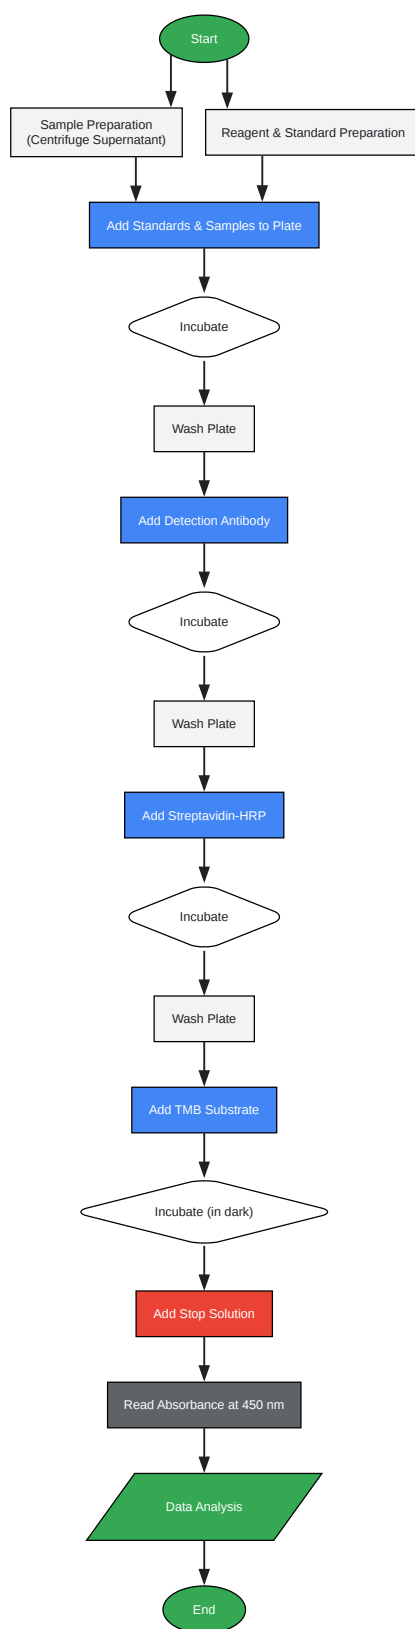 Start
Sample Preparation
(Centrifuge Supernatant)
Reagent & Standard Preparation
Add Standards & Samples to Plate
Incubate
Wash Plate
Add Detection Antibody
Incubate
Wash Plate
Add Streptavidin-HRP
Incubate
Wash Plate
Add TMB Substrate
Incubate (in dark)
Add Stop Solution
Read Absorbance at 450 nm
Data Analysis
End